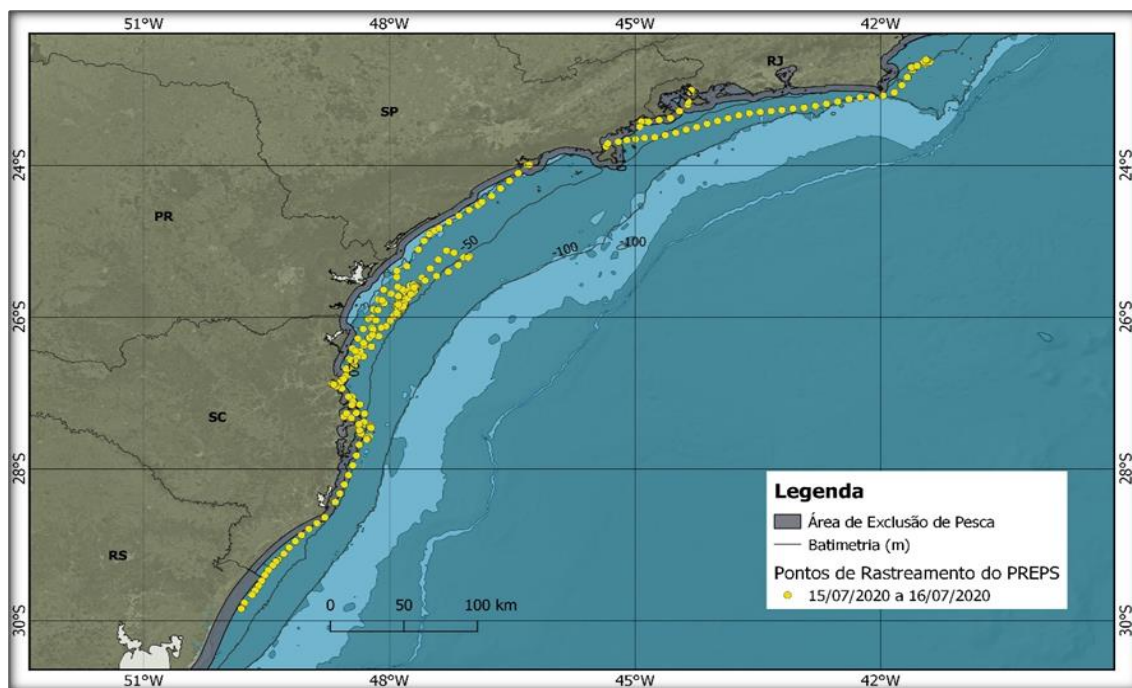 51°W 48°W 45°W 42°W
RJ
SP
24°S 24°S
PR
-50
-100 -100
26°S 26°S
SC
28°S 28°S
Legenda
Área de Exclusão de Pesca
Batimetria (m)
RS
Pontos de Rastreamento do PREPS
15/07/2020 a 16/07/2020
0 50 100 km
30°S 30°S
51°W 48°W 45°W 42°W